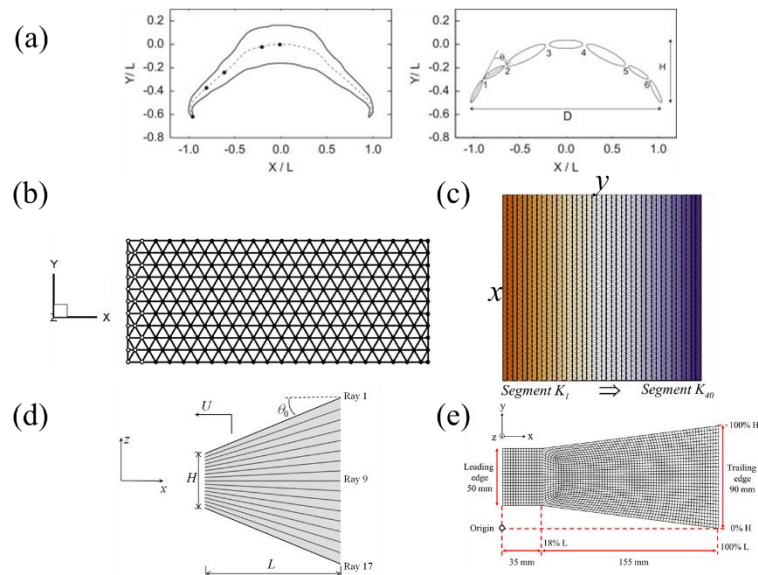 (a)
Y/ L
0.2
0.0
-0.2
-0.4
-0.6
-0.8
-1.0 -0.5 0.0 0.5 1.0
X / L
Y/ L
0.2
0.0
-0.2
-0.4
-0.6
-0.8
θ
1 2 3 4 5 6
H
D
-1.0 -0.5 0.0 0.5 1.0
X / L
(b)
Y
Z
X
(c)
y
x
Segment K1 ⇒ Segment K40
(d)
U
θ0
Ray 1
z
x
H
Ray 9
L
Ray 17
(e)
y
z
x
100% H
Leading
edge
50 mm
Trailing
edge
90 mm
Origin
0% H
18% L
100% L
35 mm
155 mm